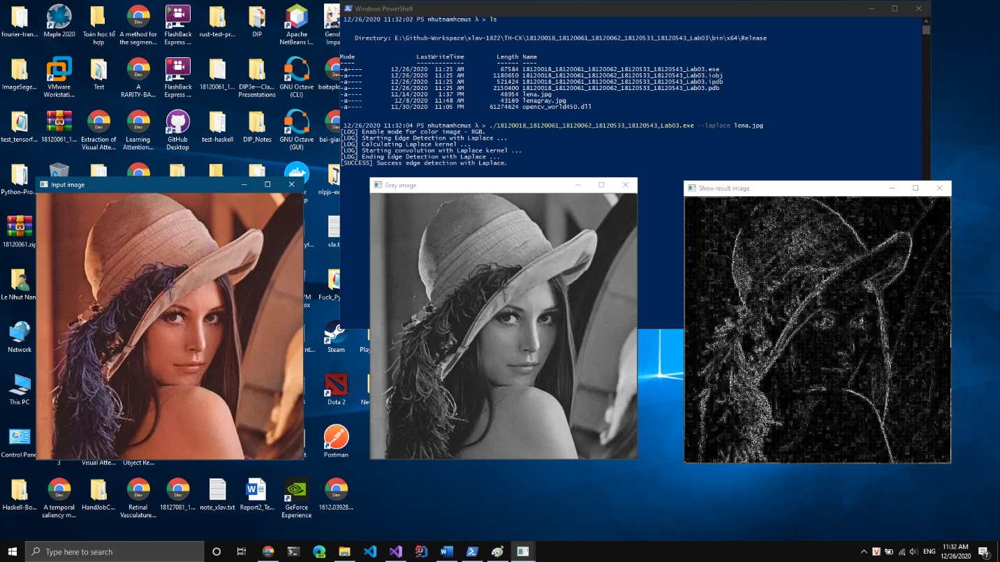 fourier-tran...
Maple 2020
Toán học tổ
hợp
A method for
the segmen...
FlashBack
Express ...
rust-test-pr...
DIP
Apache
NetBeans I...
Gensh
Impa
ImageSege...
VMware
Workstati...
Test
A
RARITY-BA...
FlashBack
Express ...
18120061_1...
DIP3e—Cla...
Presentations
GNU Octave
(CLI)
baitaplo
test_tensorf...
18120061_1...
Extraction of
Visual Atte...
Learning
Attention...
GitHub
Desktop
test-haskell
DIP_Notes
GNU Octave
(GUI)
bai-gian
Python-Pro...
nlpjs-ex
18120061.zip
xla.t
Le Nhut Nan
Fuck_Py
Network
Steam
Play
This PC
Dota 2
Ne
Control Pane
3
Visual Atte...
Object Re...
Postman
Haskell-Bo...
A temporal
saliency m...
HandJobC...
Retinal
Vasculature...
18127081_1...
note_xlav.txt
Report2_Te...
GeForce
Experience
1612.03928...
Windows PowerShell
12/26/2020 11:32:02 PS nhutnamhcmus λ > ls
Directory: E:\Github-Workspace\xlav-1822\TH-CK\18120018_18120061_18120062_18120533_18120543_Lab03\bin\x64\Release
Mode LastWriteTime Length Name
---- ------------- ------ ----
-a---- 12/26/2020 11:25 AM 67584 18120018_18120061_18120062_18120533_18120543_Lab03.exe
-a---- 12/26/2020 11:25 AM 1180650 18120018_18120061_18120062_18120533_18120543_Lab03.iobj
-a---- 12/26/2020 11:25 AM 521424 18120018_18120061_18120062_18120533_18120543_Lab03.ipdb
-a---- 12/26/2020 11:25 AM 2150400 18120018_18120061_18120062_18120533_18120543_Lab03.pdb
-a---- 11/14/2020 1:37 PM 46954 lena.jpg
-a---- 12/8/2020 11:48 AM 43169 lenagray.jpg
-a---- 11/30/2020 11:05 PM 61274624 opencv_world450.dll
12/26/2020 11:32:04 PS nhutnamhcmus λ > ./18120018_18120061_18120062_18120533_18120543_Lab03.exe --laplace lena.jpg
[LOG] Enable mode for color image - RGB.
[LOG] Starting Edge Detection with Laplace ...
[LOG] Calculating Laplace kernel ...
[LOG] Starting convolution with Laplace kernel ...
[LOG] Ending Edge Detection with Laplace ...
[SUCCESS] Success edge detection with Laplace.
Input image
Gray image
Show result image
Type here to search
ENG
11:32 AM
12/26/2020
7